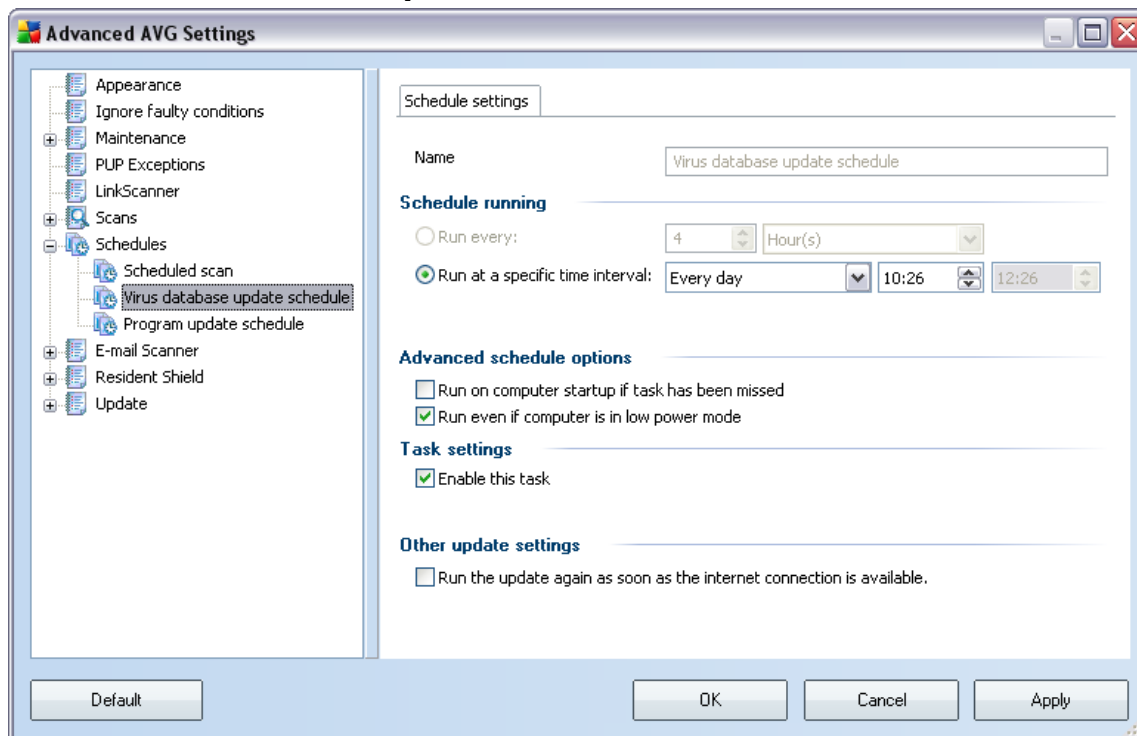 Advanced AVG Settings
Appearance
Ignore faulty conditions
Maintenance
PUP Exceptions
LinkScanner
Scans
Schedules
Scheduled scan
Virus database update schedule
Program update schedule
E-mail Scanner
Resident Shield
Update
Schedule settings
Name Virus database update schedule
Schedule running
Run every: 4 Hour(s)
Run at a specific time interval: Every day 10:26 12:26
Advanced schedule options
Run on computer startup if task has been missed
Run even if computer is in low power mode
Task settings
Enable this task
Other update settings
Run the update again as soon as the internet connection is available.
Default OK Cancel Apply